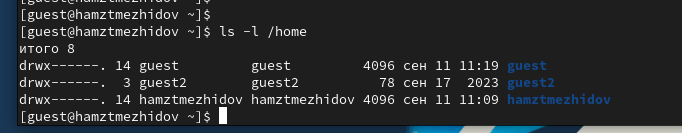 [guest@hamztmezhidov ~]$
[guest@hamztmezhidov ~]$ ls -l /home
итого 8
drwx------. 14 guest guest 4096 сен 11 11:19 guest
drwx------. 3 guest2 guest2 78 сен 17 2023 guest2
drwx------. 14 hamztmezhidov hamztmezhidov 4096 сен 11 11:09 hamztmezhidov
[guest@hamztmezhidov ~]$